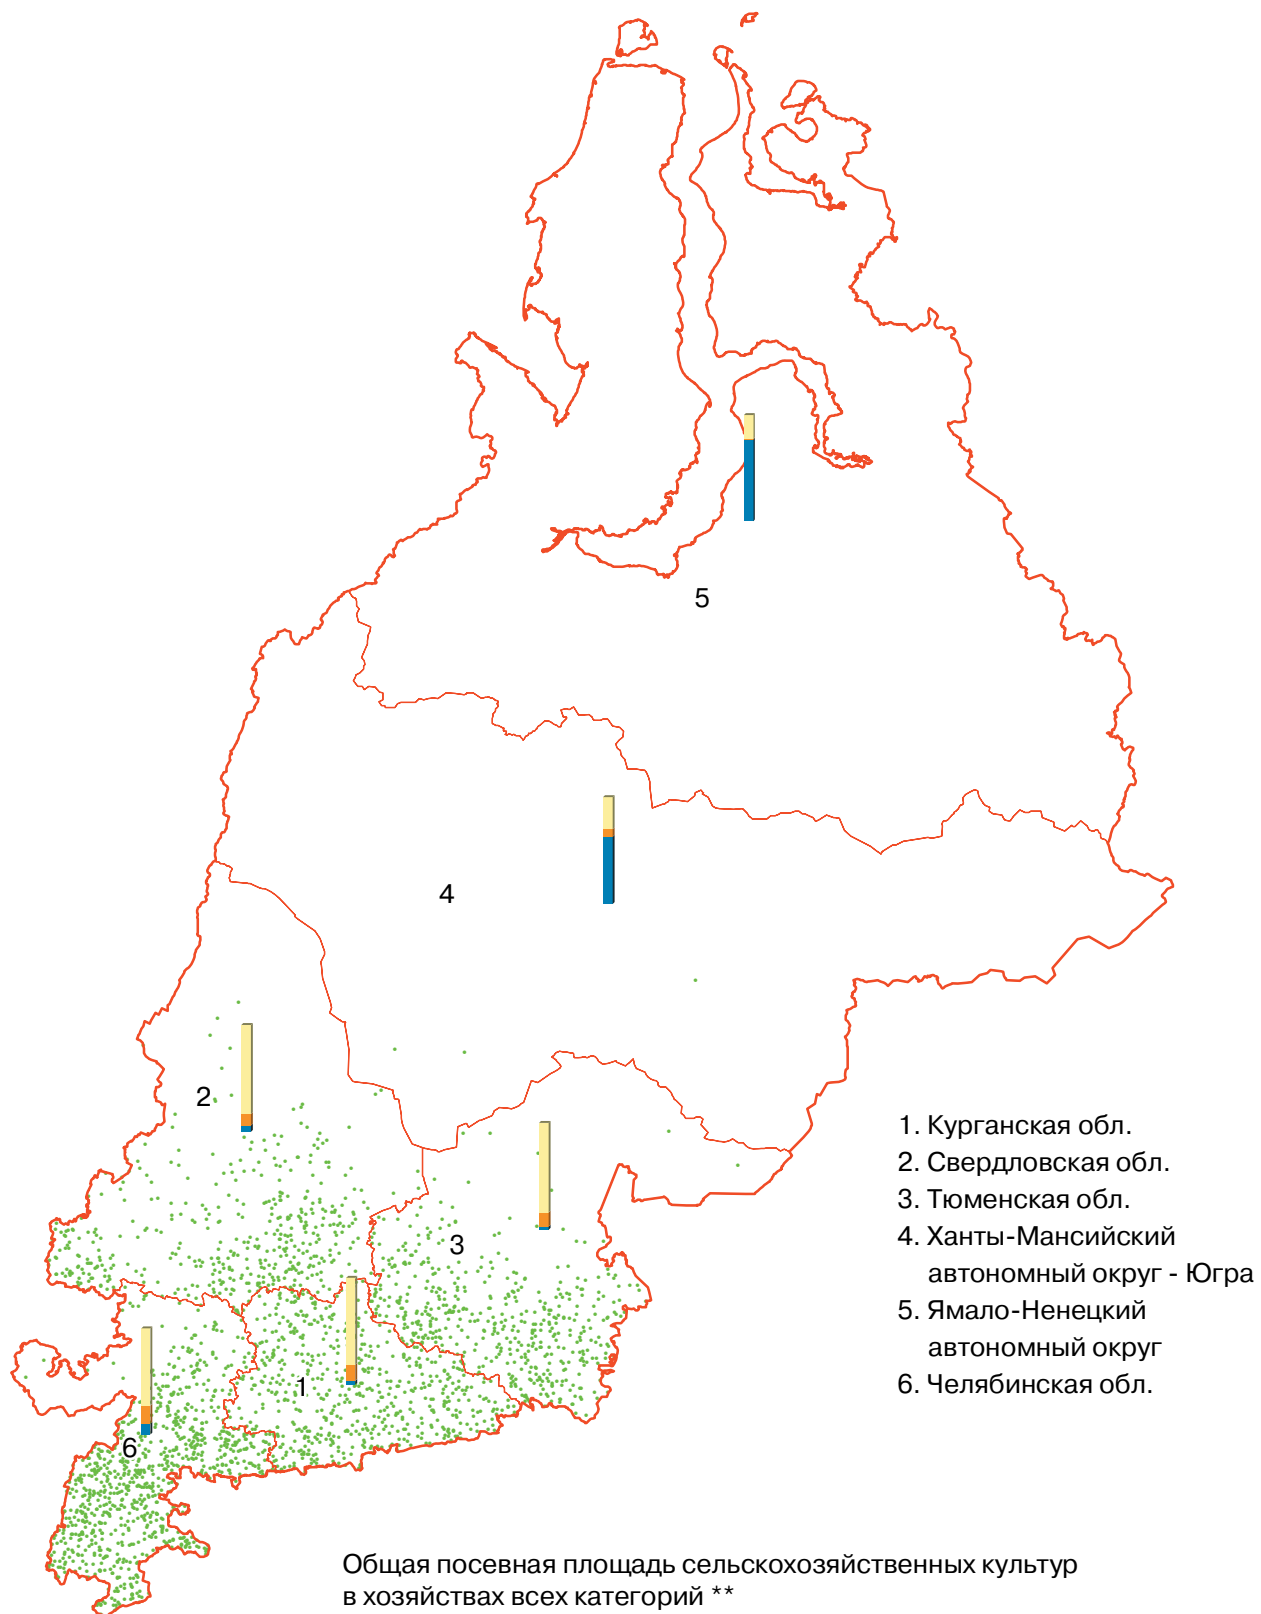 5
4
2
3
1
6
1. Курганская обл.
2. Свердловская обл.
3. Тюменская обл.
4. Ханты-Мансийский
автономный округ - Югра
5. Ямало-Ненецкий
автономный округ
6. Челябинская обл.
Общая посевная площадь сельскохозяйственных культур
в хозяйствах всех категорий **